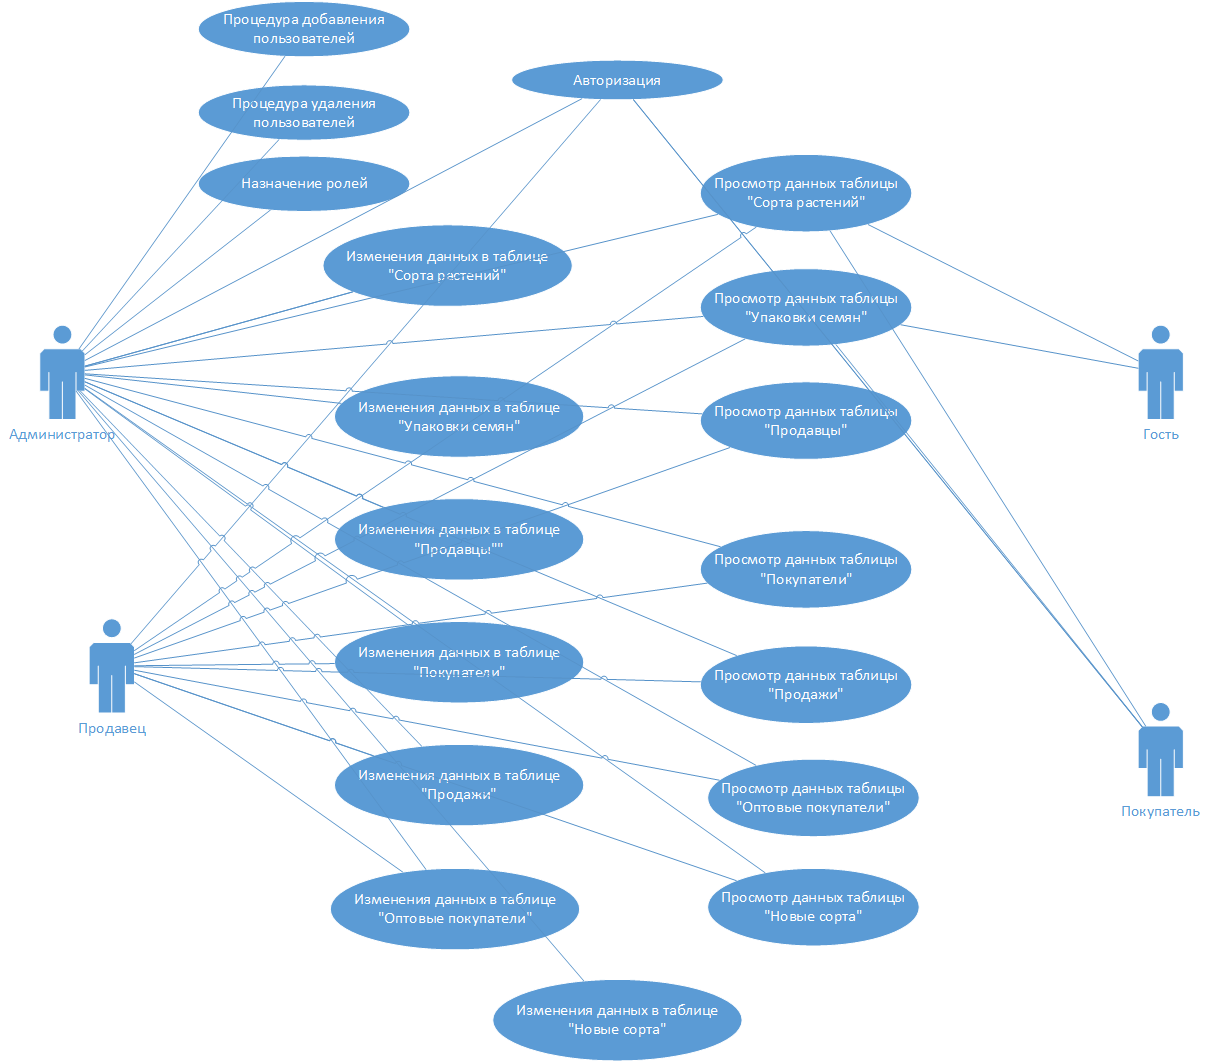 Процедура добавления
пользователей
Авторизация
Процедура удаления
пользователей
Назначение ролей
Просмотр данных таблицы
"Сорта растений"
Изменения данных в таблице
"Сорта растений"
Просмотр данных таблицы
"Упаковки семян"
Администратор
Гость
Изменения данных в таблице
"Упаковки семян"
Просмотр данных таблицы
"Продавцы"
Изменения данных в таблице
"Продавцы""
Просмотр данных таблицы
"Покупатели"
Изменения данных в таблице
"Покупатели"
Просмотр данных таблицы
"Продажи"
Продавец
Изменения данных в таблице
"Продажи"
Просмотр данных таблицы
"Оптовые покупатели"
Покупатель
Изменения данных в таблице
"Оптовые покупатели"
Просмотр данных таблицы
"Новые сорта"
Изменения данных в таблице
"Новые сорта"